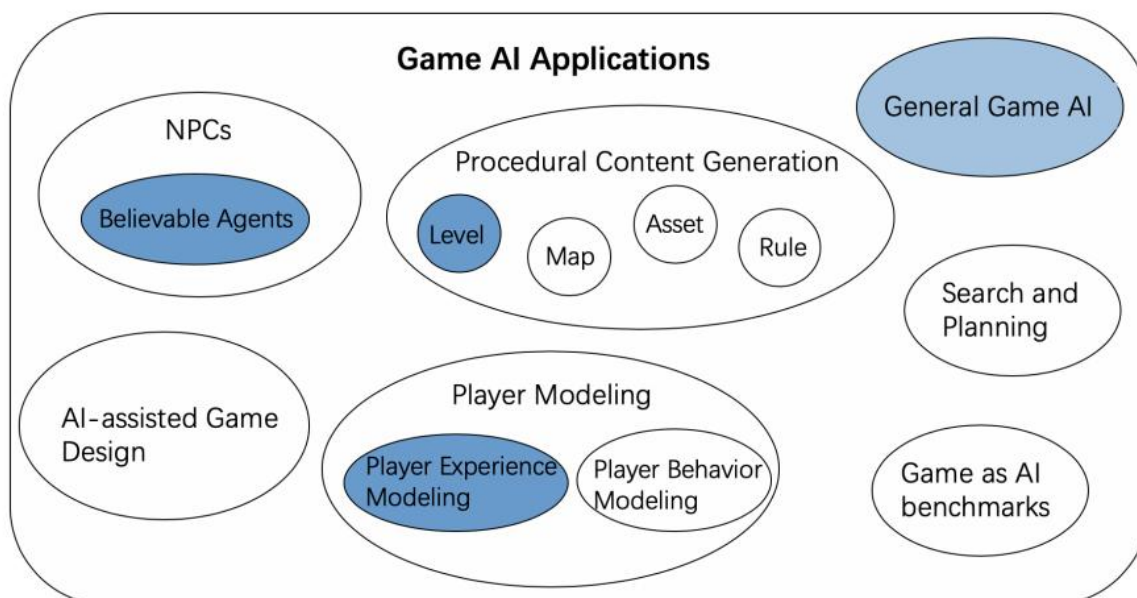 Game AI Applications
General Game AI
NPCs
Believable Agents
Procedural Content Generation
Level
Map
Asset
Rule
Search and
Planning
AI-assisted Game
Design
Player Modeling
Player Experience
Modeling
Player Behavior
Modeling
Game as AI
benchmarks